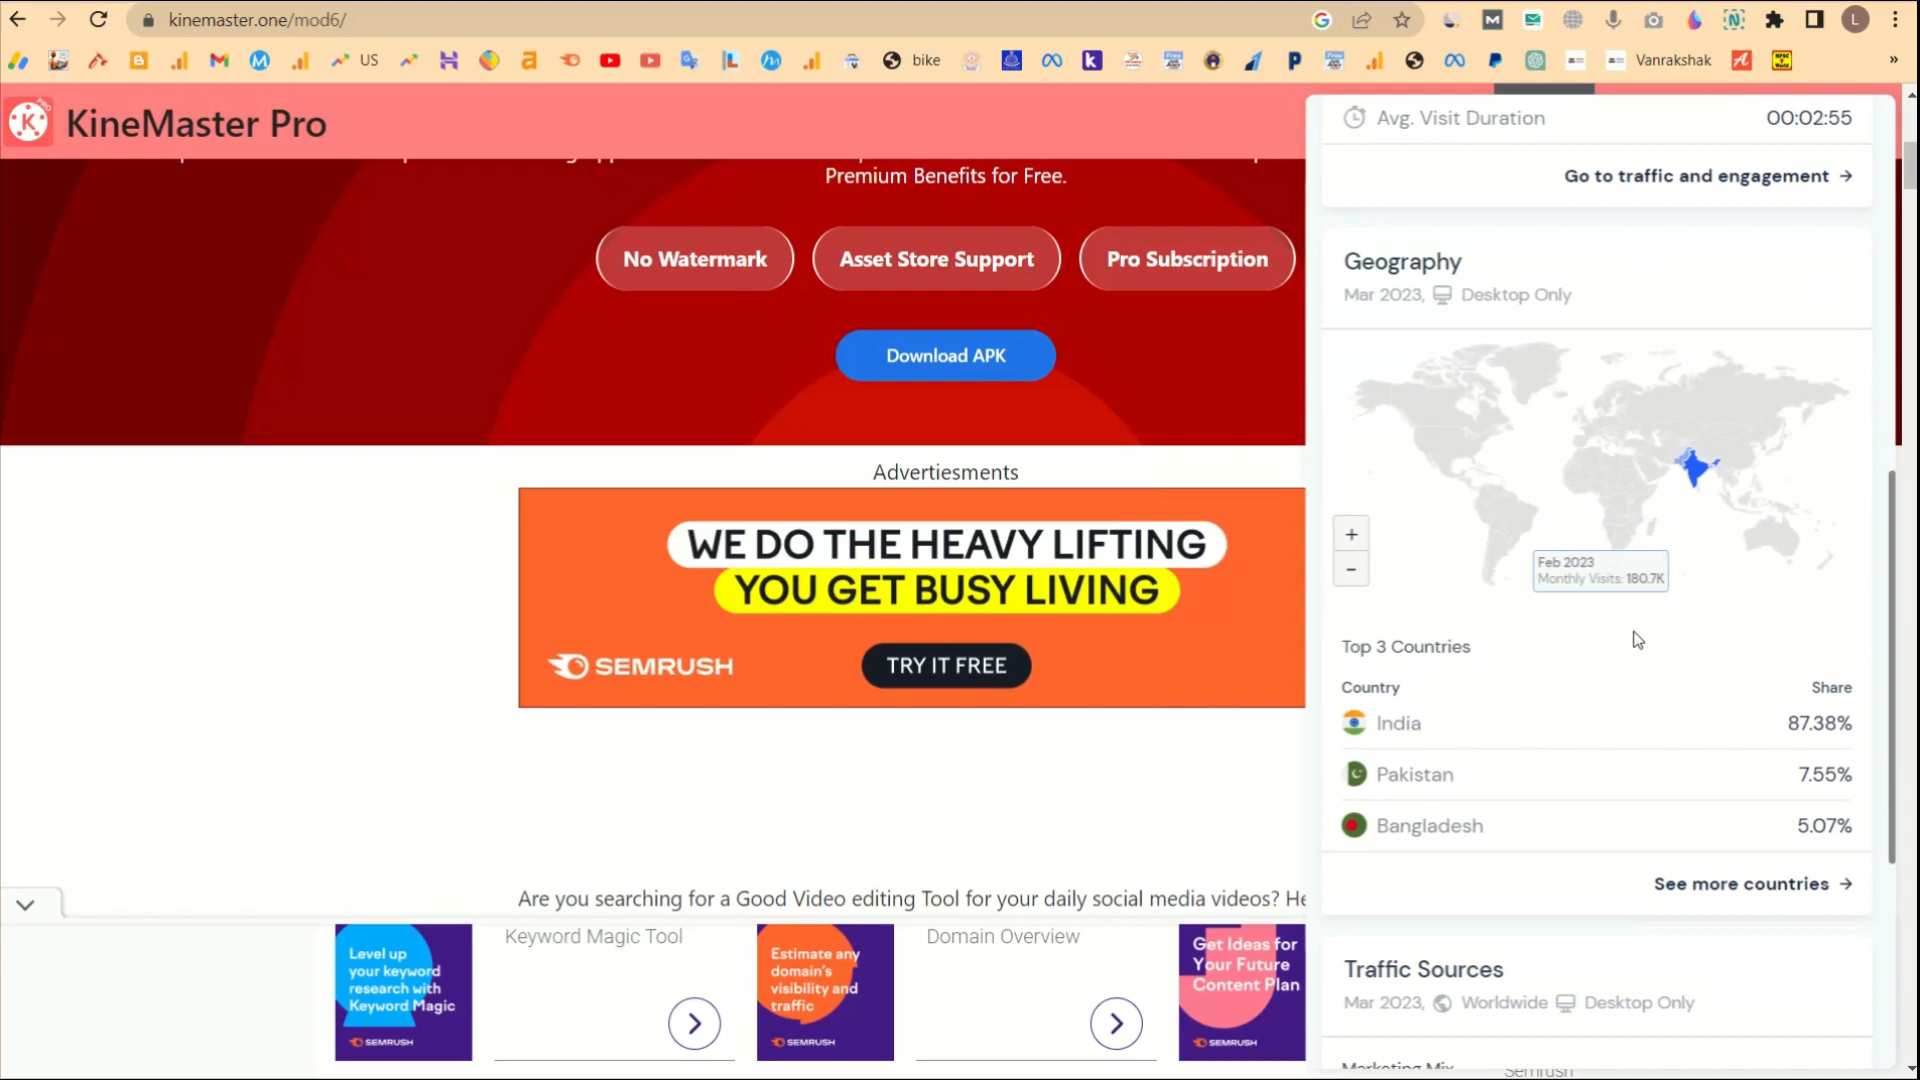 kinemaster.one/mod6/
US
bike
Vanrakshak
»
KineMaster Pro
Premium Benefits for Free.
No Watermark
Asset Store Support
Pro Subscription
Download APK
Advertiesments
WE DO THE HEAVY LIFTING
YOU GET BUSY LIVING
SEMRUSH
TRY IT FREE
Are you searching for a Good Video editing Tool for your daily social media videos? He
Level up
your keyword
research with
Keyword Magic
SEMRUSH
Keyword Magic Tool
Estimate any
domain's
visibility and
traffic
SEMRUSH
Domain Overview
Get Ideas for
Your Future
Content Plan
SEMRUSH
Avg. Visit Duration 00:02:55
Go to traffic and engagement →
Geography
Mar 2023, Desktop Only
+
−
Feb 2023
Monthly Visits: 180.7K
Top 3 Countries
Country Share
India 87.38%
Pakistan 7.55%
Bangladesh 5.07%
See more countries →
Traffic Sources
Mar 2023, Worldwide Desktop Only
Marketing Mix
Semrush